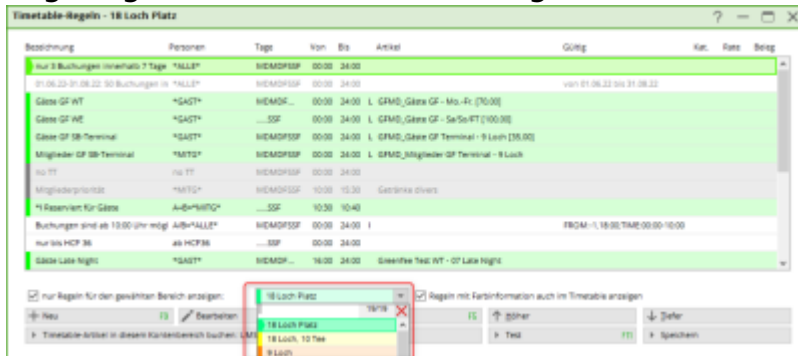 Timetable-Regeln - 18 Loch Platz
Bezeichnung Personen Tage Von Bis Artikel Gültig Kat. Rate Beleg
nur 3 Buchungen innerhalb 7 Tage *ALLE* MDMDFSSF 00:00 24:00
01.06.22-31.08.22: 50 Buchungen in *ALLE* MDMDFSSF 00:00 24:00 von 01.06.22 bis 31.08.22
Gäste GF WT *GAST* MDMDF... 00:00 24:00 L GFMD_Gäste GF - Mo.-Fr. [70.00]
Gäste GF WE *GAST* ....SSF 00:00 24:00 L GFMD_Gäste GF - Sa/So/FT [100.00]
Gäste GF SB-Terminal *GAST* MDMDFSSF 00:00 24:00 L GFMD_Gäste GF Terminal - 9 Loch [35.00]
Mitglieder GF SB-Terminal *MITG* MDMDFSSF 00:00 24:00 L GFMD_Mitglieder GF Terminal - 9 Loch
no TT no TT MDMDFSSF 00:00 24:00
Mitgliederpriorität *MITG* MDMDFSSF 10:00 15:30 Getränke divers
*I Reserviert für Gäste A=B=*MITG* ....SSF 10:30 10:40
Buchungen sind ab 10:00 Uhr mögl A=B=*ALLE* MDMDFSSF 00:00 24:00 I FROM:-1,18:00;TIME:00:00-10:00
nur bis HCP 36 ab HCP36 ....SSF 00:00 24:00
Gäste Late Night *GAST* MDMDF... 16:00 24:00 Greenfee Test WT - 07 Late Night
nur Regeln für den gewählten Bereich anzeigen: 18 Loch Platz Regeln mit Farbinformation auch im Timetable anzeigen
Neu Bearbeiten 19/19 Höher Tiefer
18 Loch Platz
Timetable-Artikel in diesem Kontenbereich buchen: Test Speichern
18 Loch, 10 Tee
9 Loch